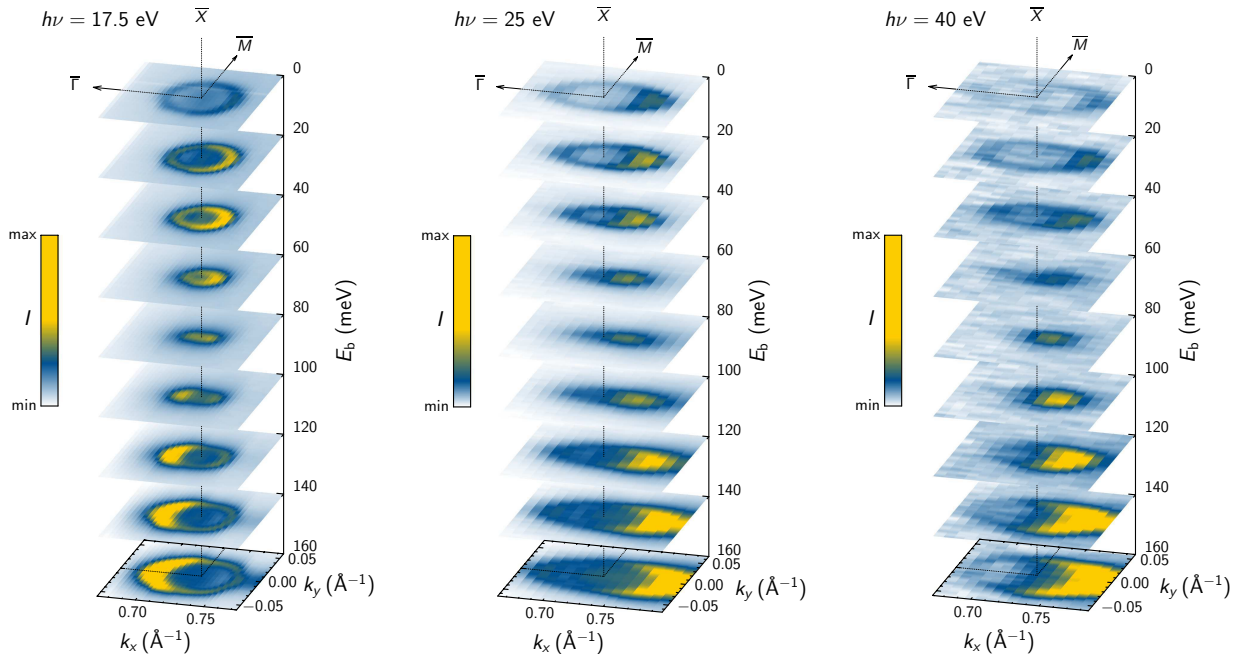 hν = 17.5 eV
X
M
Γ
0
20
40
60
80
100
120
140
160
E_b (meV)
max
I
min
0.05
0.00
−0.05
k_y (Å⁻¹)
0.70
0.75
k_x (Å⁻¹)
hν = 25 eV
X
M
Γ
0
20
40
60
80
100
120
140
160
E_b (meV)
max
I
min
0.05
0.00
−0.05
k_y (Å⁻¹)
0.70
0.75
k_x (Å⁻¹)
hν = 40 eV
X
M
Γ
0
20
40
60
80
100
120
140
160
E_b (meV)
max
I
min
0.05
0.00
−0.05
k_y (Å⁻¹)
0.70
0.75
k_x (Å⁻¹)